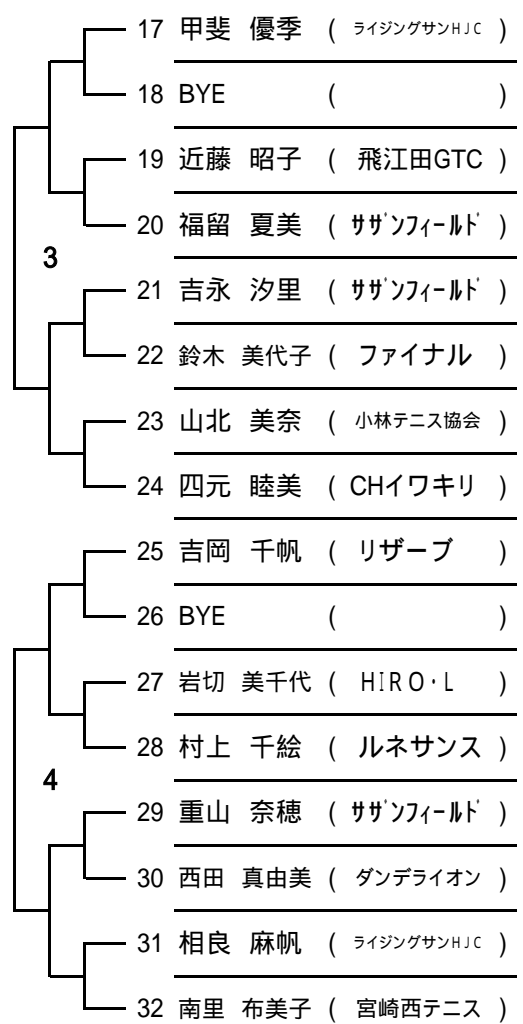 17 甲斐 優季 ( ライジングサンHJC )
18 BYE ( )
19 近藤 昭子 ( 飛江田GTC )
20 福留 夏美 ( ｻｻﾞﾝﾌｨｰﾙﾄﾞ )
3
21 吉永 汐里 ( ｻｻﾞﾝﾌｨｰﾙﾄﾞ )
22 鈴木 美代子 ( ファイナル )
23 山北 美奈 ( 小林テニス協会 )
24 四元 睦美 ( CHイワキリ )
25 吉岡 千帆 ( リザーブ )
26 BYE ( )
27 岩切 美千代 ( HIRO・L )
28 村上 千絵 ( ルネサンス )
4
29 重山 奈穂 ( ｻｻﾞﾝﾌｨｰﾙﾄﾞ )
30 西田 真由美 ( ダンデライオン )
31 相良 麻帆 ( ライジングサンHJC )
32 南里 布美子 ( 宮崎西テニス )